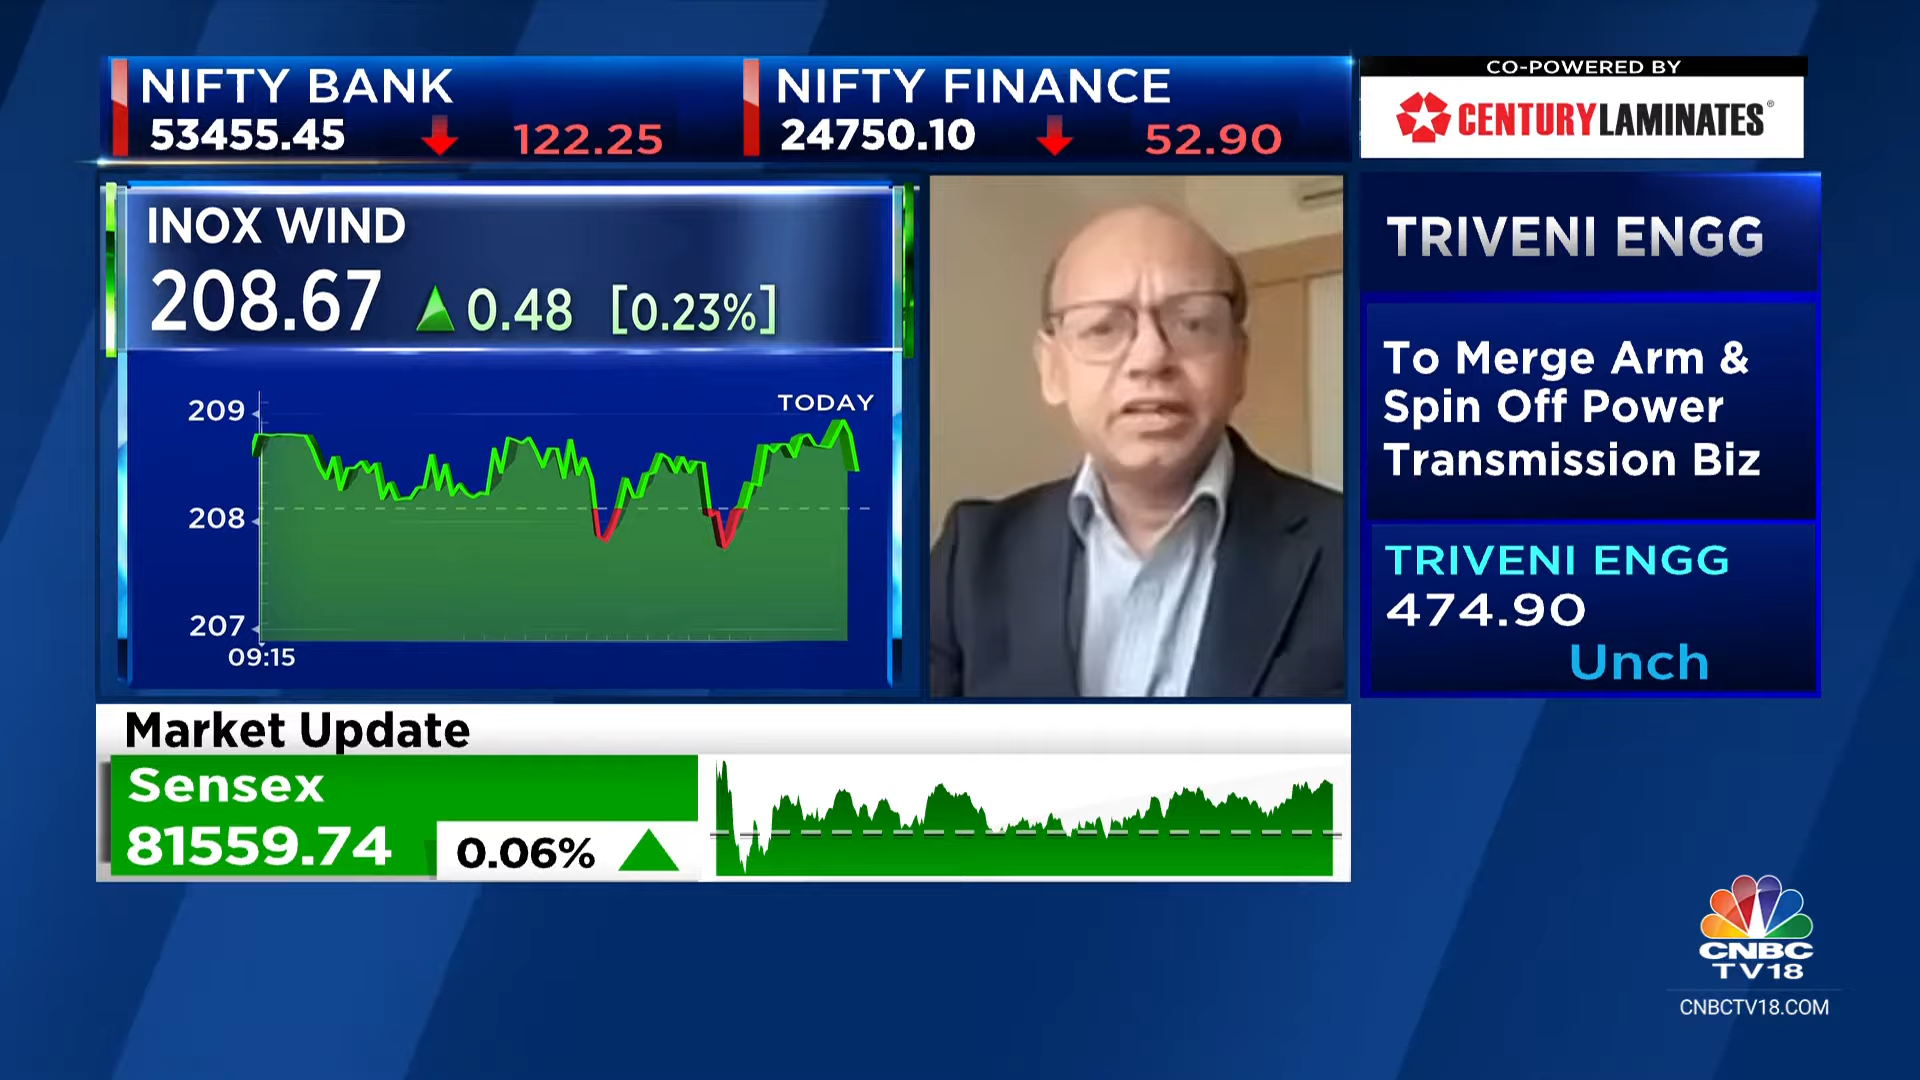 NIFTY BANK
53455.45 122.25
NIFTY FINANCE
24750.10 52.90
CO-POWERED BY
CENTURYLAMINATES®
INOX WIND
208.67 0.48 [0.23%]
TODAY
209
208
207
09:15
TRIVENI ENGG
To Merge Arm &
Spin Off Power
Transmission Biz
TRIVENI ENGG
474.90
Unch
Market Update
Sensex
81559.74 0.06%
CNBC
TV18
CNBCTV18.COM